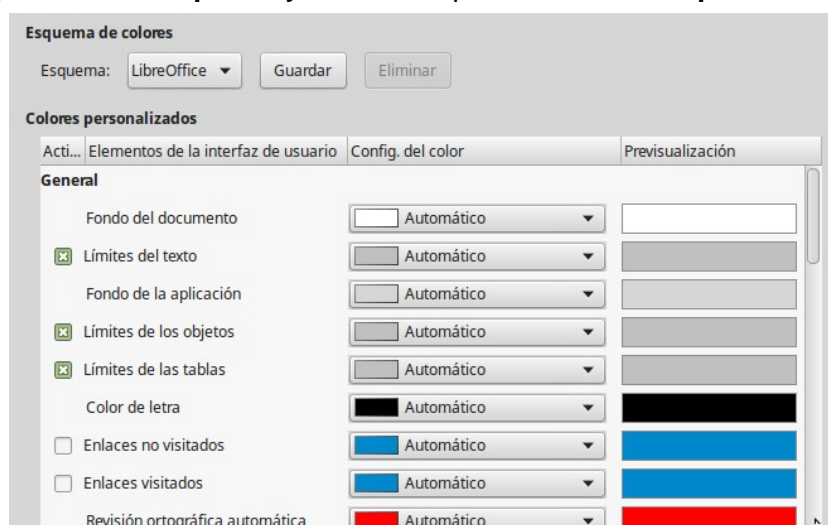 Esquema de colores
Esquema: LibreOffice Guardar Eliminar
Colores personalizados
Acti... Elementos de la interfaz de usuario Config. del color Previsualización
General
Fondo del documento Automático
Límites del texto Automático
Fondo de la aplicación Automático
Límites de los objetos Automático
Límites de las tablas Automático
Color de letra Automático
Enlaces no visitados Automático
Enlaces visitados Automático
Revisión ortográfica automática Automático